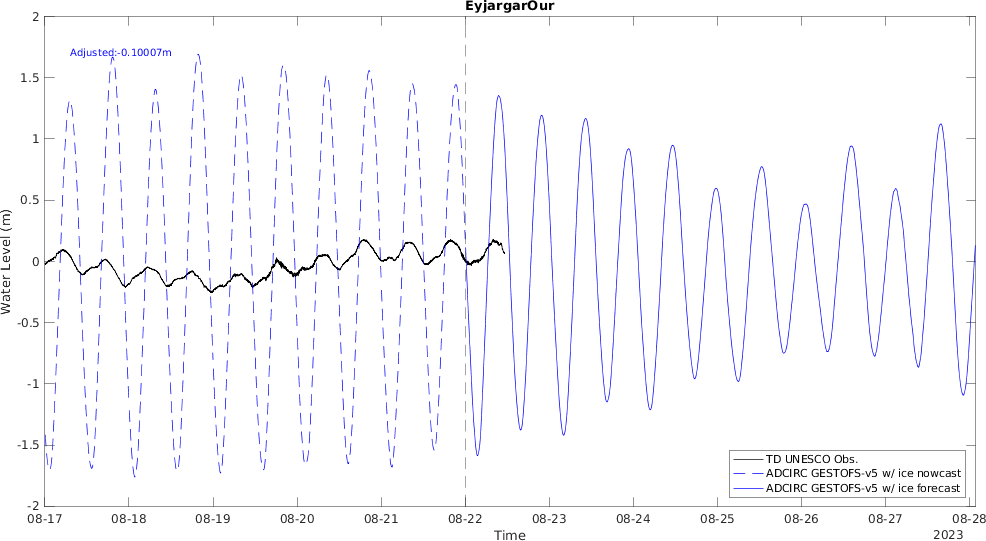 EyjargarOur
2
1.5
1
0.5
0
-0.5
-1
-1.5
-2
Water Level (m)
Adjusted:-0.10007m
TD UNESCO Obs.
ADCIRC GESTOFS-v5 w/ ice nowcast
ADCIRC GESTOFS-v5 w/ ice forecast
08-17 08-18 08-19 08-20 08-21 08-22 08-23 08-24 08-25 08-26 08-27 08-28
Time
2023